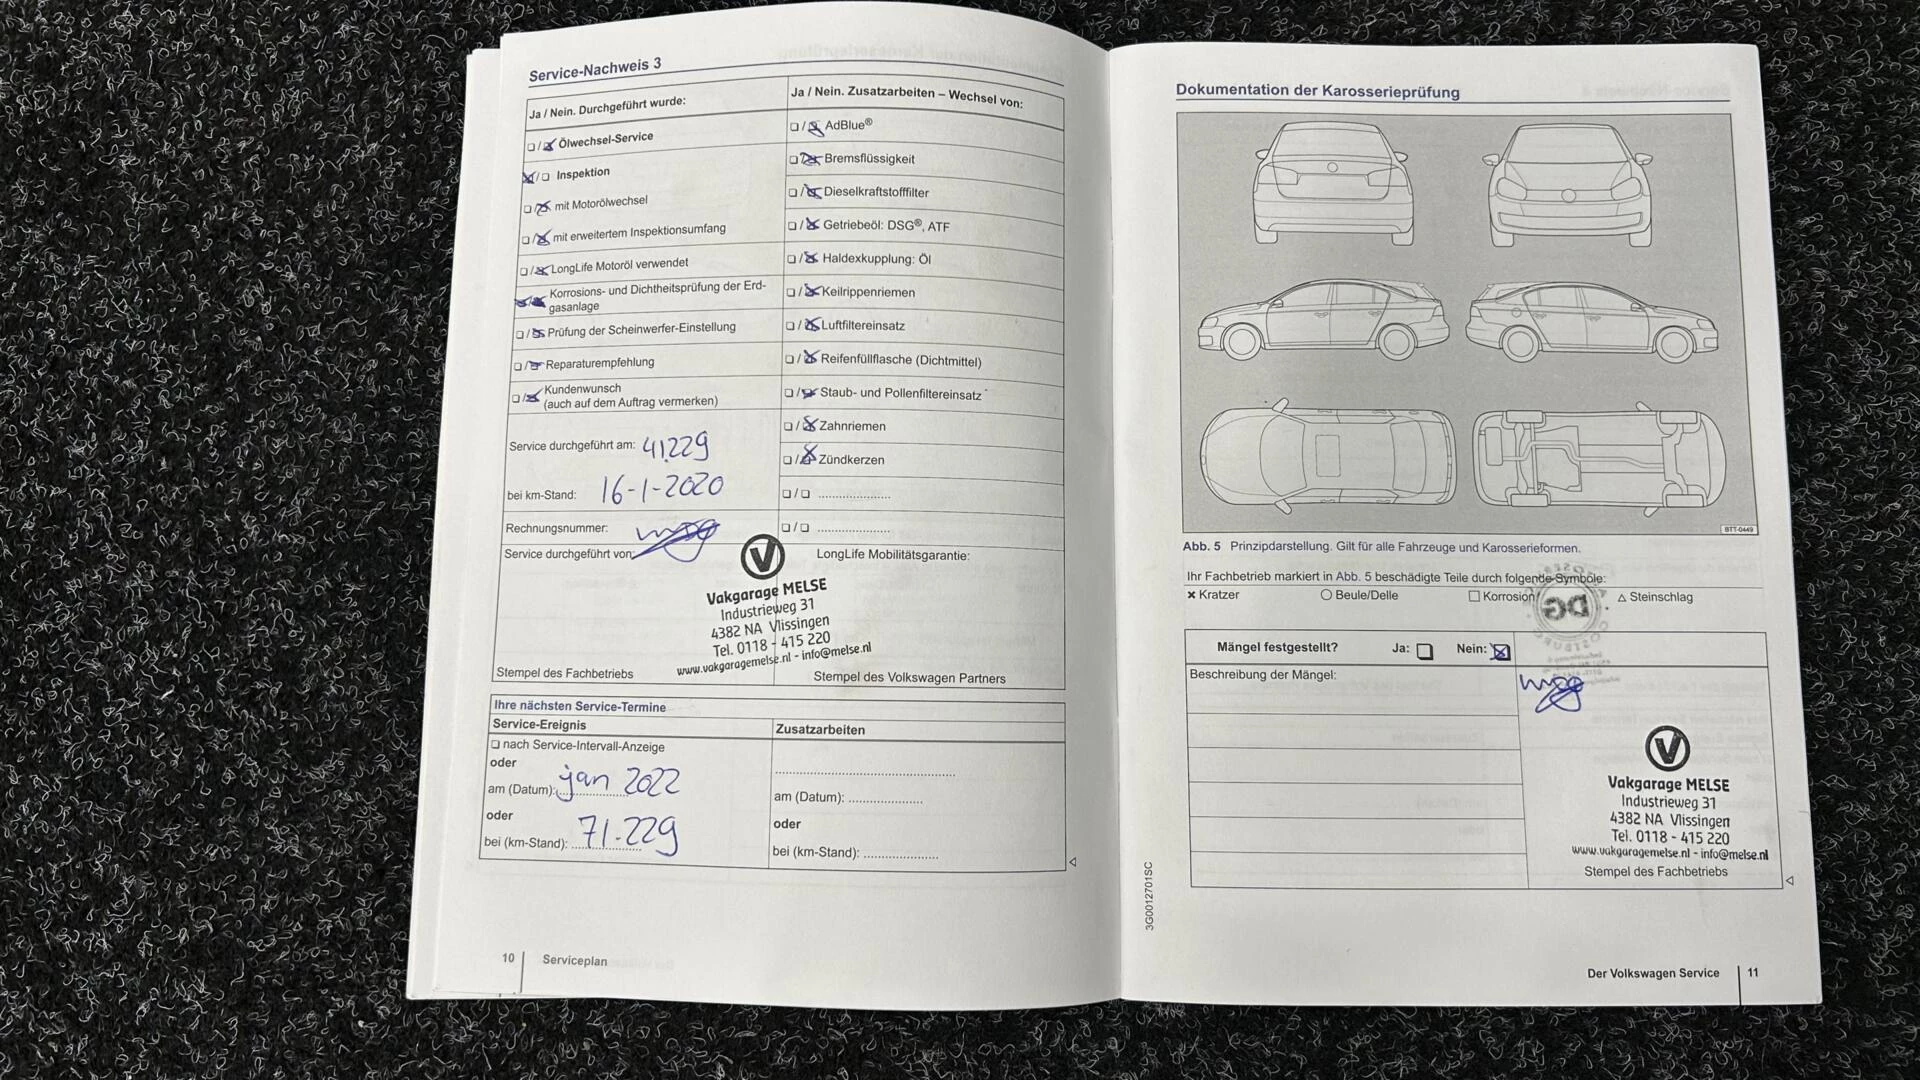 Service-Nachweis 3
Ja / Nein. Durchgeführt wurde:
☐ / ☒ Ölwechsel-Service
☒ / ☐ Inspektion
☐ / ☒ mit Motorölwechsel
☐ / ☒ mit erweitertem Inspektionsumfang
☐ / ☒ LongLife Motoröl verwendet
☒ / ☒ Korrosions- und Dichtheitsprüfung der Erd-
gasanlage
☐ / ☒ Prüfung der Scheinwerfer-Einstellung
☐ / ☒ Reparaturempfehlung
☐ / ☒ Kundenwunsch
(auch auf dem Auftrag vermerken)
Service durchgeführt am: 41229
bei km-Stand: 16-1-2020
Rechnungsnummer:
Service durchgeführt von:
Ja / Nein. Zusatzarbeiten – Wechsel von:
☐ / ☒ AdBlue®
☐ / ☒ Bremsflüssigkeit
☐ / ☒ Dieselkraftstofffilter
☐ / ☒ Getriebeöl: DSG®, ATF
☐ / ☒ Haldexkupplung: Öl
☐ / ☒ Keilrippenriemen
☐ / ☒ Luftfiltereinsatz
☐ / ☒ Reifenfüllflasche (Dichtmittel)
☐ / ☒ Staub- und Pollenfiltereinsatz
☐ / ☒ Zahnriemen
☐ / ☒ Zündkerzen
☐ / ☐ ....................
☐ / ☐ ....................
LongLife Mobilitätsgarantie:
V
Vakgarage MELSE
Industrieweg 31
4382 NA Vlissingen
Tel. 0118 - 415 220
www.vakgaragemelse.nl - info@melse.nl
Stempel des Fachbetriebs
Stempel des Volkswagen Partners
Ihre nächsten Service-Termine
Service-Ereignis
☐ nach Service-Intervall-Anzeige
oder
am (Datum): jan 2022
oder
bei (km-Stand): 71.229
Zusatzarbeiten
am (Datum): ....................
oder
bei (km-Stand): ....................
10 Serviceplan
Dokumentation der Karosserieprüfung
BTT-0449
Abb. 5 Prinzipdarstellung. Gilt für alle Fahrzeuge und Karosserieformen.
Ihr Fachbetrieb markiert in Abb. 5 beschädigte Teile durch folgende Symbole:
✕ Kratzer ○ Beule/Delle ☐ Korrosion △ Steinschlag
DG
Mängel festgestellt? Ja: ☐ Nein: ☒
Beschreibung der Mängel:
V
Vakgarage MELSE
Industrieweg 31
4382 NA Vlissingen
Tel. 0118 - 415 220
www.vakgaragemelse.nl - info@melse.nl
Stempel des Fachbetriebs
3G0012701SC
Der Volkswagen Service 11